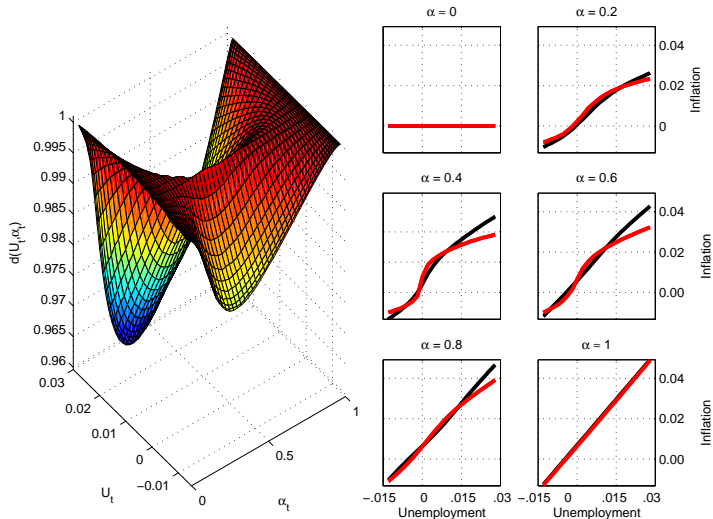 1
0.995
0.99
0.985
0.98
0.975
0.97
0.965
0.96
d(U_t,α_t)
0.03
0.02
0.01
0
−0.01
U_t
0
0.5
1
α_t
α ≈ 0
α = 0.2
0.04
0.02
0
Inflation
α = 0.4
α = 0.6
0.04
0.02
0.00
Inflation
α = 0.8
α ≈ 1
0.04
0.02
0.00
Inflation
−.015 0 .015 .03
−.015 0 .015 .03
Unemployment
Unemployment